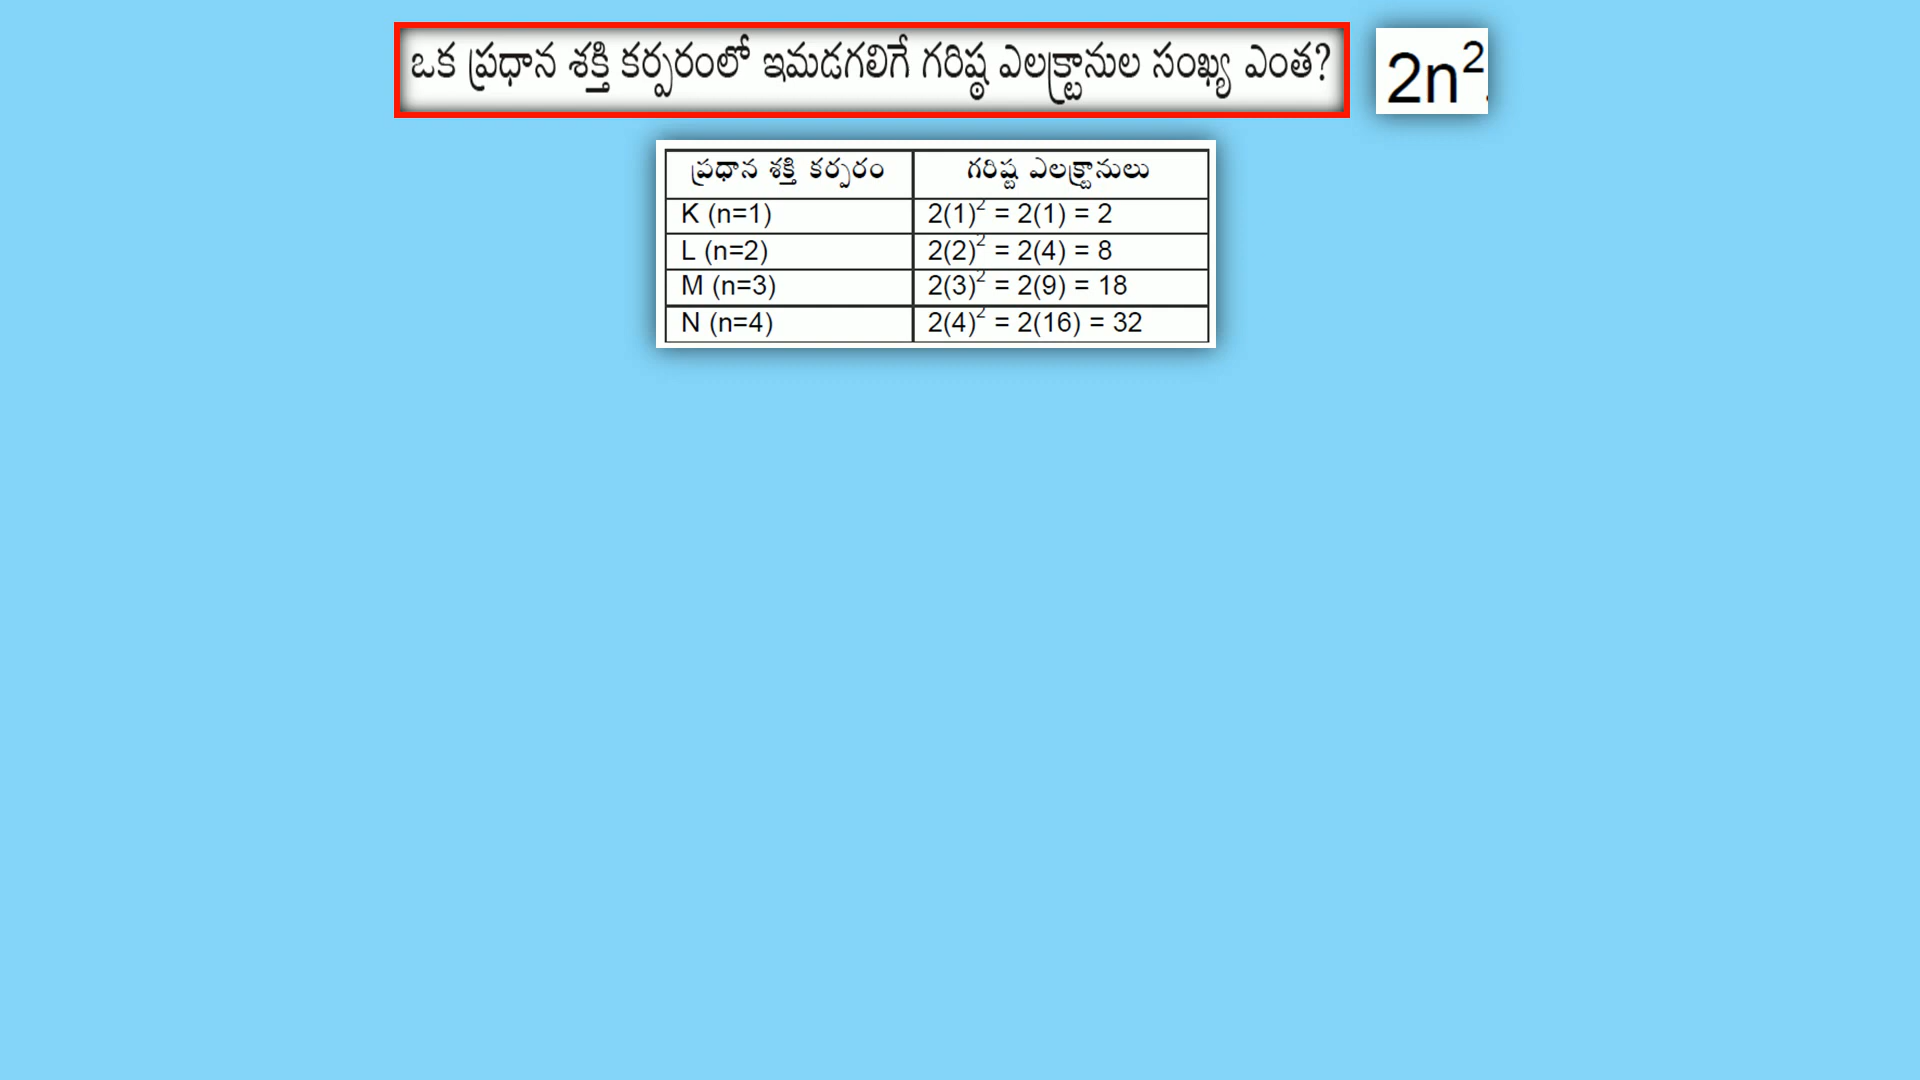 ఒక ప్రధాన శక్తి కర్పరంలో ఇమడగలిగే గరిష్ఠ ఎలక్ట్రానుల సంఖ్య ఎంత? 2n².
ప్రధాన శక్తి కర్పరం గరిష్ట ఎలక్ట్రానులు
K (n=1) 2(1)² = 2(1) = 2
L (n=2) 2(2)² = 2(4) = 8
M (n=3) 2(3)² = 2(9) = 18
N (n=4) 2(4)² = 2(16) = 32